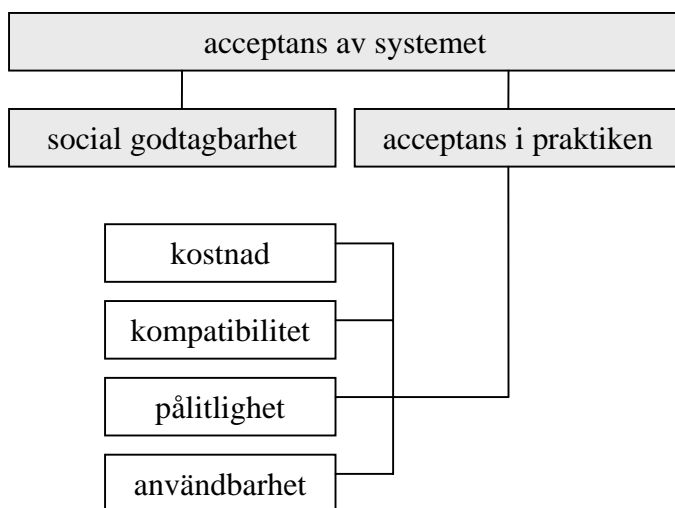 acceptans av systemet
social godtagbarhet
acceptans i praktiken
kostnad
kompatibilitet
pålitlighet
användbarhet